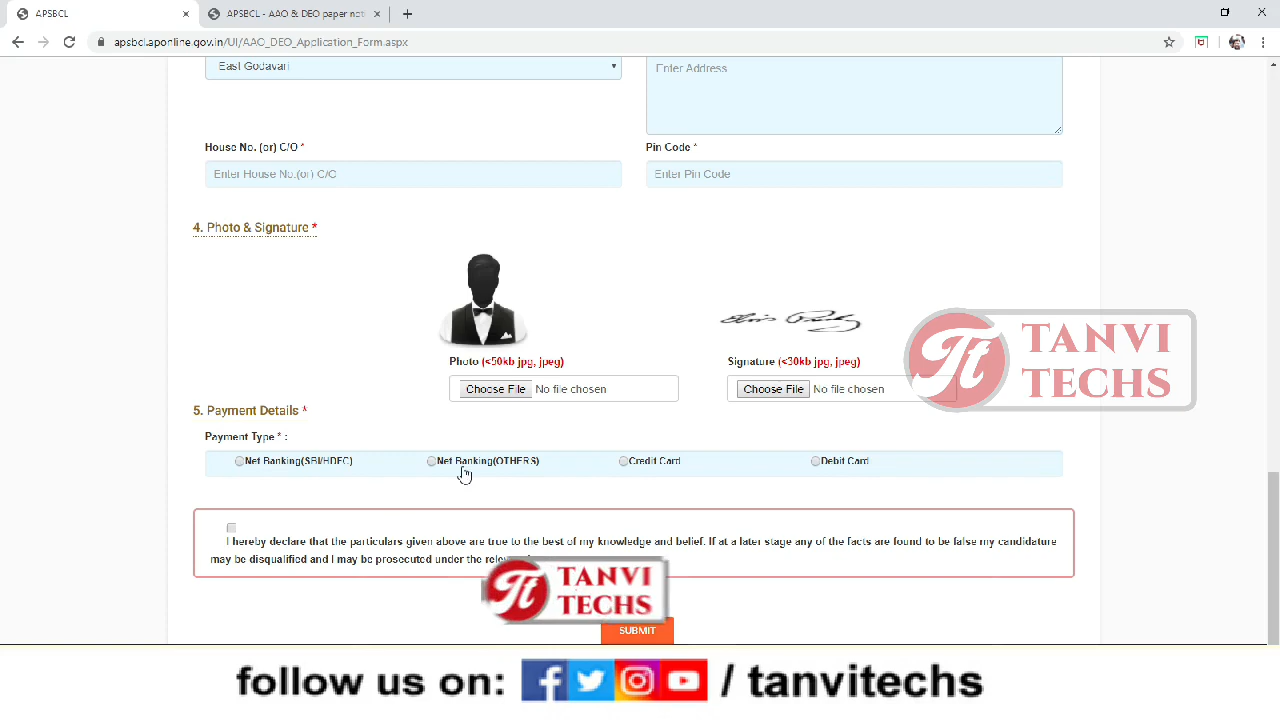 APSBCL
APSBCL - AAO & DEO paper noti
apsbcl.aponline.gov.in/UI/AAO_DEO_Application_Form.aspx
East Godavari
Enter Address
House No. (or) C/O *
Pin Code *
Enter House No.(or) C/O
Enter Pin Code
4. Photo & Signature *
Photo (<50kb jpg, jpeg)
Signature (<30kb jpg, jpeg)
Choose File No file chosen
Choose File No file chosen
TANVI
TECHS
5. Payment Details *
Payment Type * :
Net Banking(SBI/HDFC)
Net Banking(OTHERS)
Credit Card
Debit Card
I hereby declare that the particulars given above are true to the best of my knowledge and belief. If at a later stage any of the facts are found to be false my candidature
may be disqualified and I may be prosecuted under the
TANVI
TECHS
SUBMIT
follow us on: / tanvitechs